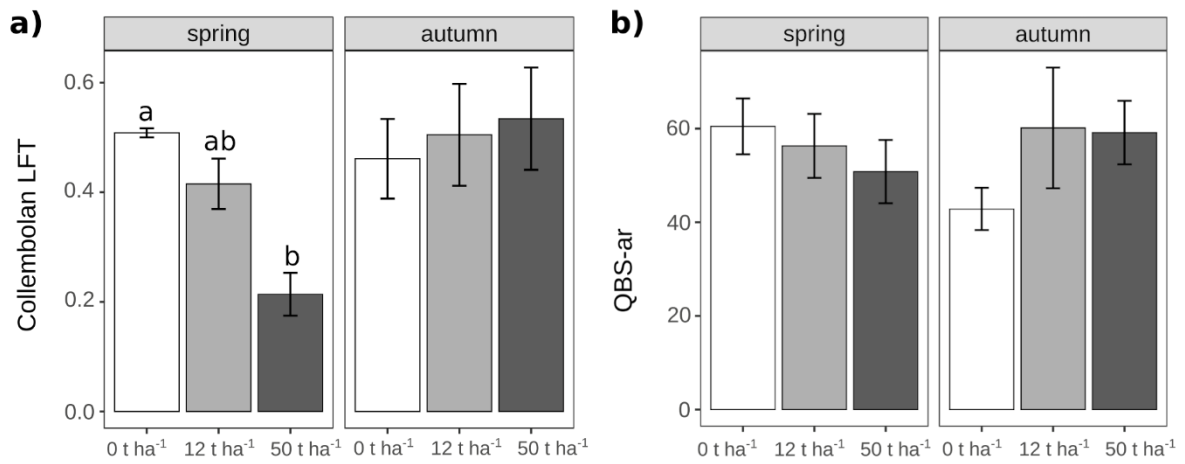 a)
spring
autumn
Collembolan LFT
0.6
0.4
0.2
0.0
a
ab
b
0 t ha⁻¹
12 t ha⁻¹
50 t ha⁻¹
0 t ha⁻¹
12 t ha⁻¹
50 t ha⁻¹
b)
spring
autumn
QBS-ar
60
40
20
0
0 t ha⁻¹
12 t ha⁻¹
50 t ha⁻¹
0 t ha⁻¹
12 t ha⁻¹
50 t ha⁻¹